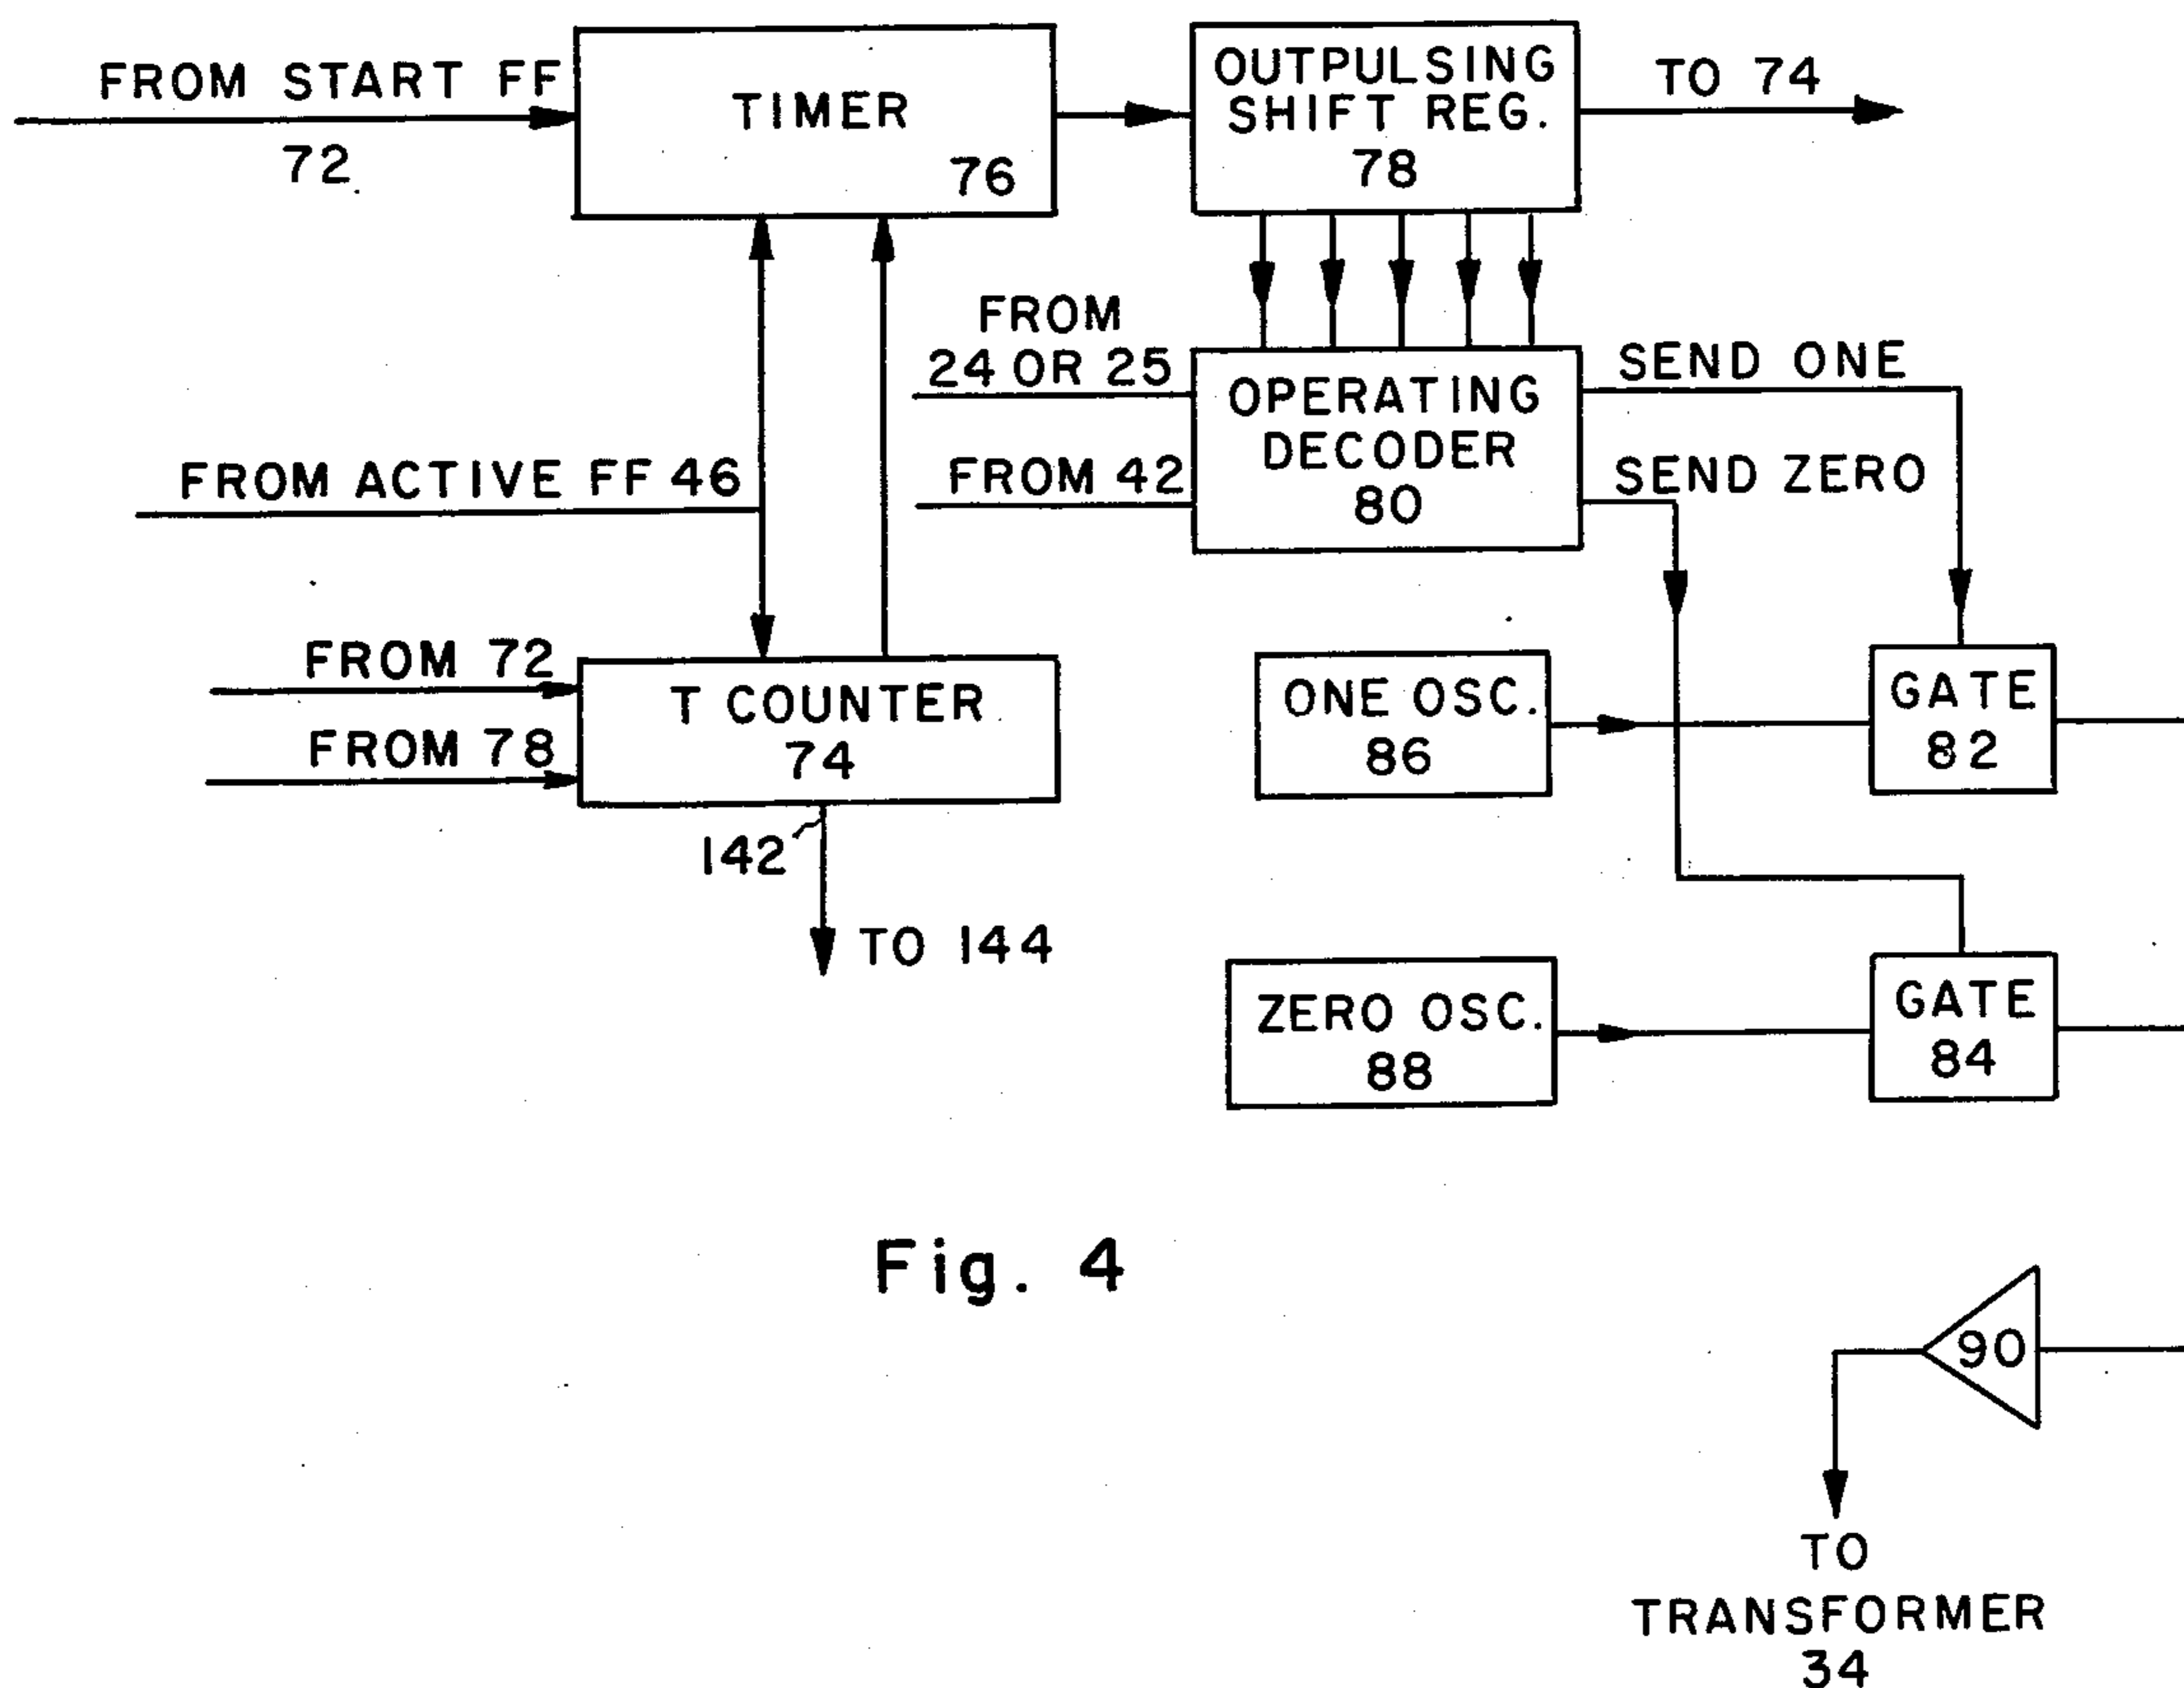 FROM START FF
72
TIMER
76
OUTPULSING
SHIFT REG.
78
TO 74
FROM
24 OR 25
FROM 42
OPERATING
DECODER
80
SEND ONE
SEND ZERO
FROM ACTIVE FF 46
FROM 72
FROM 78
T COUNTER
74
142
TO 144
ONE OSC.
86
GATE
82
ZERO OSC.
88
GATE
84
Fig. 4
90
TO
TRANSFORMER
34